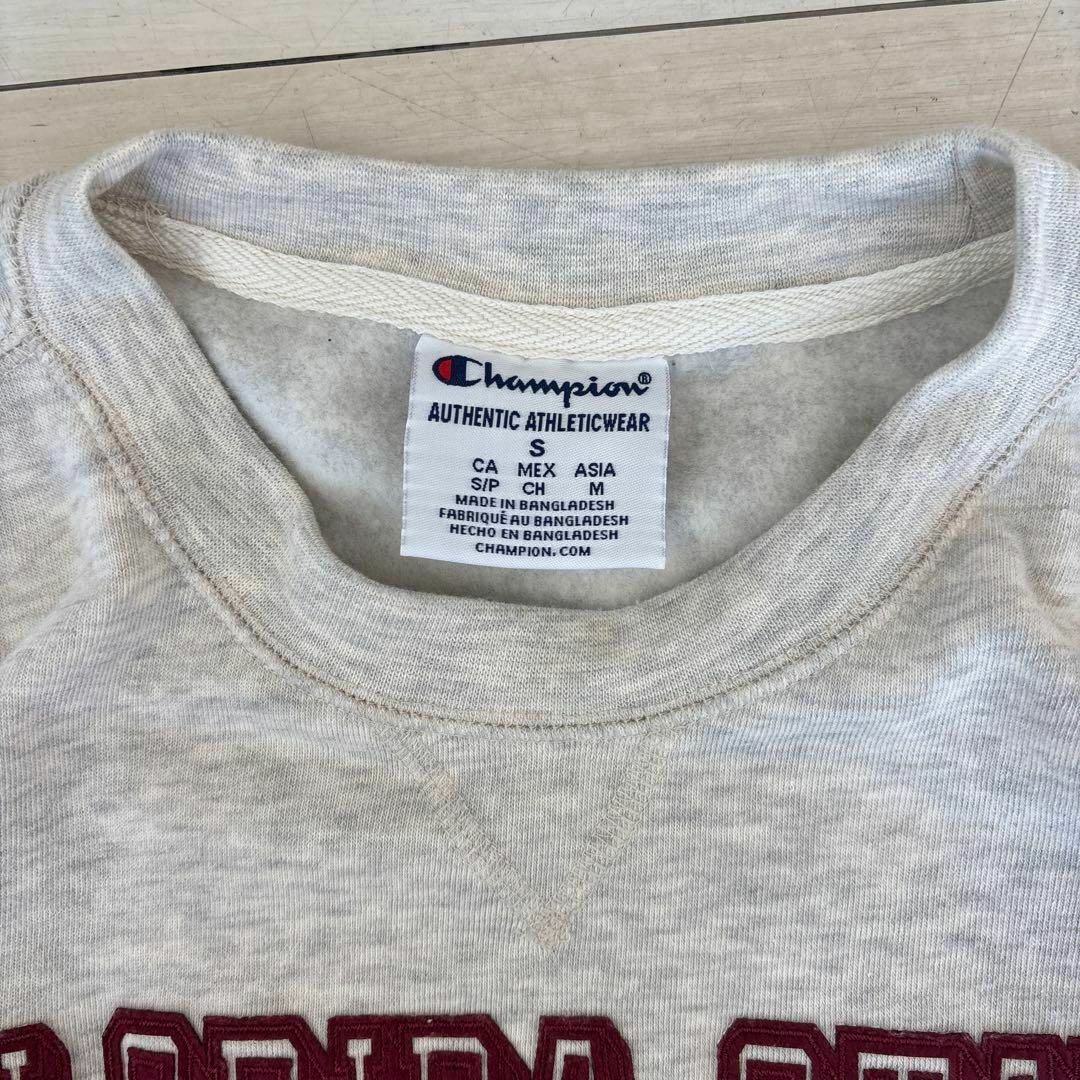 Champion®
AUTHENTIC ATHLETICWEAR
S
CA MEX ASIA
S/P CH M
MADE IN BANGLADESH
FABRIQUÉ AU BANGLADESH
HECHO EN BANGLADESH
CHAMPION.COM